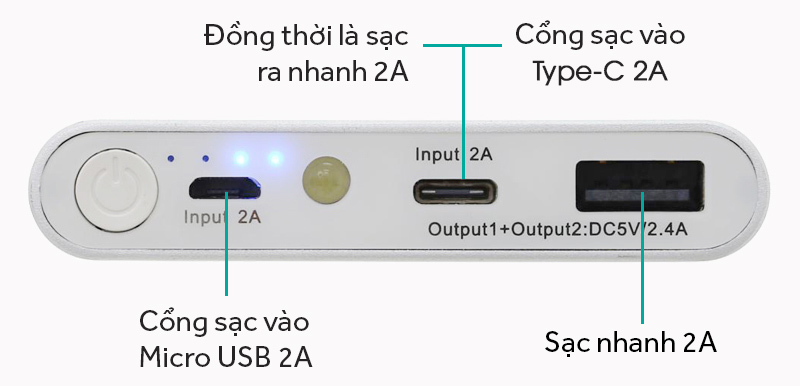 Đồng thời là sạc
ra nhanh 2A
Cổng sạc vào
Type-C 2A
Input 2A
Input 2A
Output1+Output2:DC5V/2.4A
Cổng sạc vào
Micro USB 2A
Sạc nhanh 2A